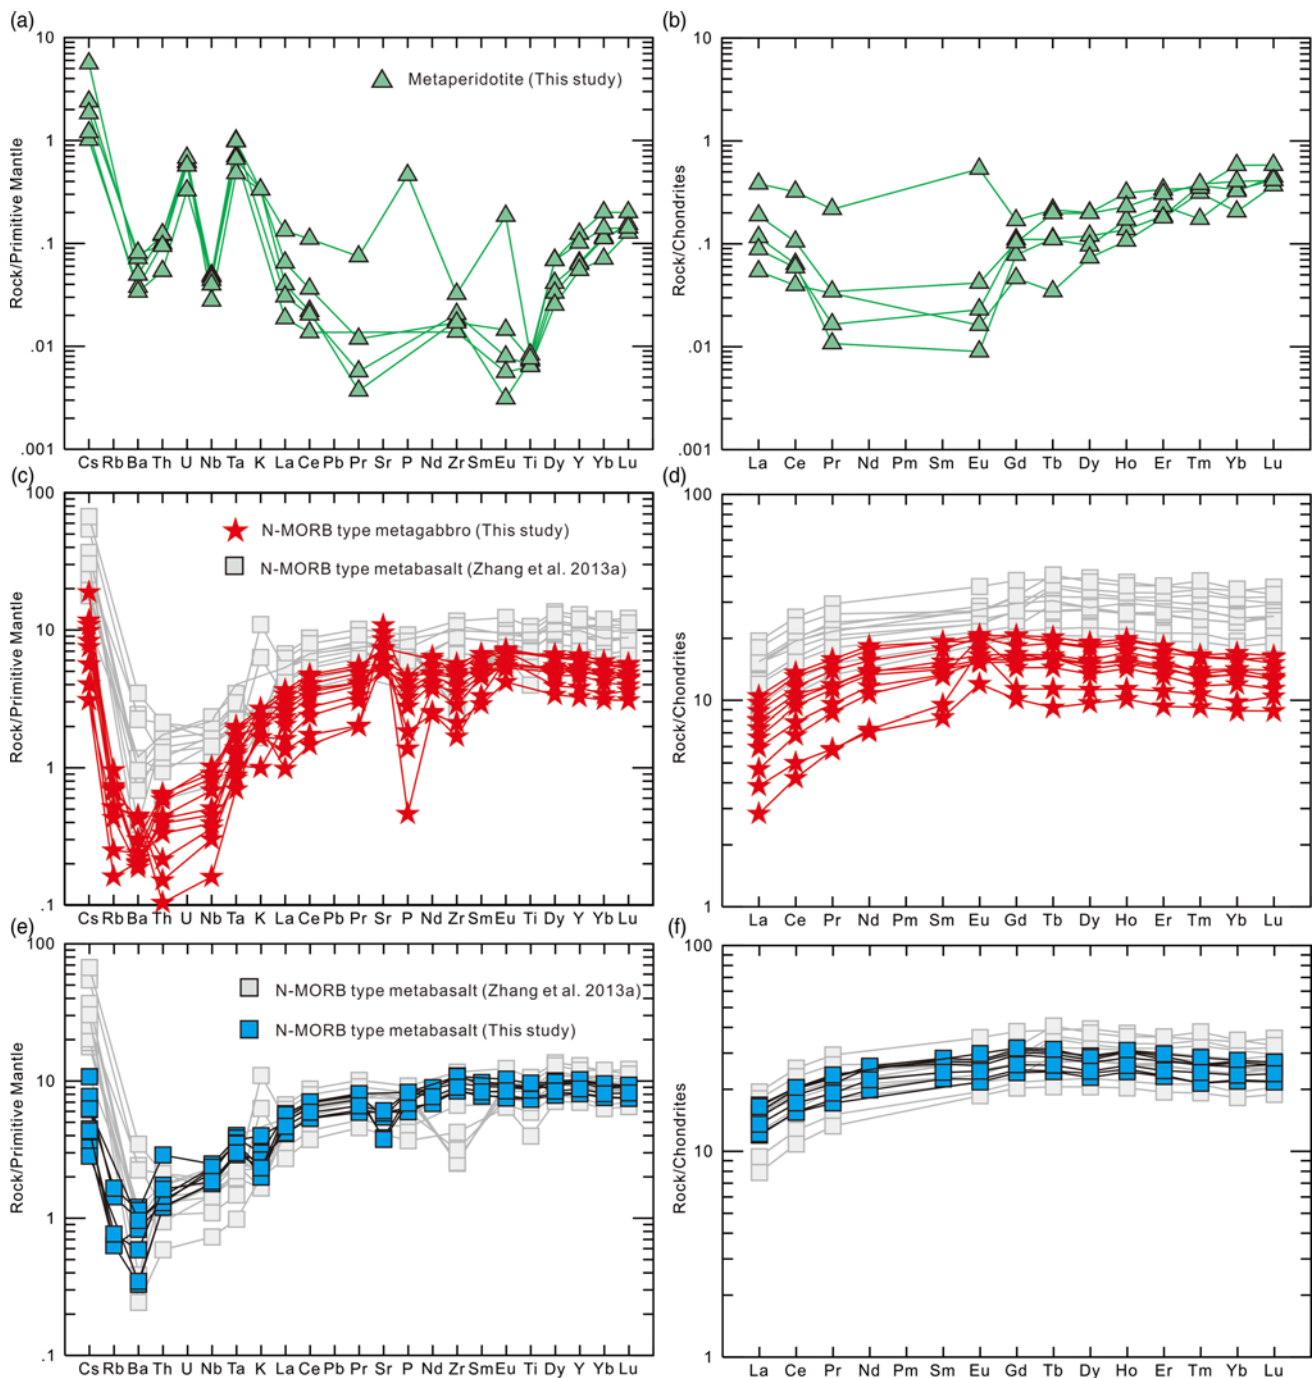 (a)
10
1
.1
.01
.001
Rock/Primitive Mantle
Metaperidotite (This study)
Cs Rb Ba Th U Nb Ta K La Ce Pb Pr Sr P Nd Zr Sm Eu Ti Dy Y Yb Lu
(b)
10
1
.1
.01
.001
Rock/Chondrites
La Ce Pr Nd Pm Sm Eu Gd Tb Dy Ho Er Tm Yb Lu
(c)
100
10
1
.1
Rock/Primitive Mantle
N-MORB type metagabbro (This study)
N-MORB type metabasalt (Zhang et al. 2013a)
Cs Rb Ba Th U Nb Ta K La Ce Pb Pr Sr P Nd Zr Sm Eu Ti Dy Y Yb Lu
(d)
100
10
1
Rock/Chondrites
La Ce Pr Nd Pm Sm Eu Gd Tb Dy Ho Er Tm Yb Lu
(e)
100
10
1
.1
Rock/Primitive Mantle
N-MORB type metabasalt (Zhang et al. 2013a)
N-MORB type metabasalt (This study)
Cs Rb Ba Th U Nb Ta K La Ce Pb Pr Sr P Nd Zr Sm Eu Ti Dy Y Yb Lu
(f)
100
10
1
Rock/Chondrites
La Ce Pr Nd Pm Sm Eu Gd Tb Dy Ho Er Tm Yb Lu